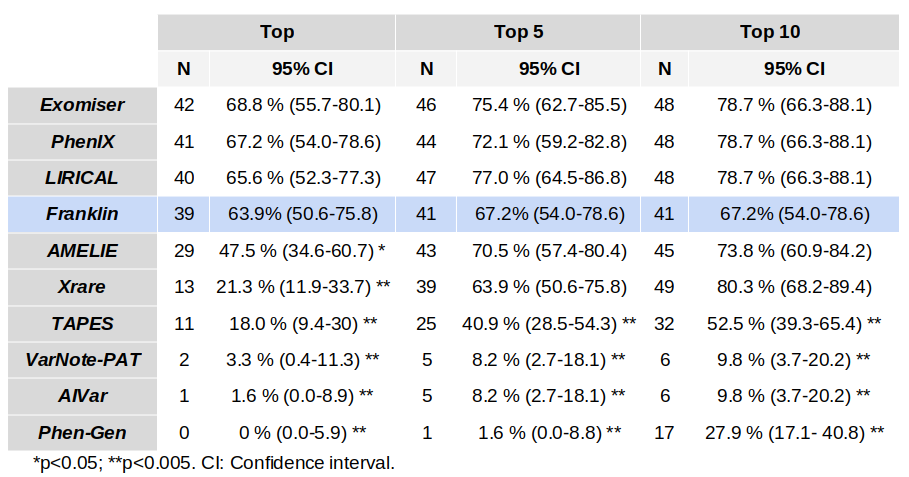 Top Top 5 Top 10
N 95% CI N 95% CI N 95% CI
Exomiser 42 68.8 % (55.7-80.1) 46 75.4 % (62.7-85.5) 48 78.7 % (66.3-88.1)
PhenIX 41 67.2 % (54.0-78.6) 44 72.1 % (59.2-82.8) 48 78.7 % (66.3-88.1)
LIRICAL 40 65.6 % (52.3-77.3) 47 77.0 % (64.5-86.8) 48 78.7 % (66.3-88.1)
Franklin 39 63.9% (50.6-75.8) 41 67.2% (54.0-78.6) 41 67.2% (54.0-78.6)
AMELIE 29 47.5 % (34.6-60.7) * 43 70.5 % (57.4-80.4) 45 73.8 % (60.9-84.2)
Xrare 13 21.3 % (11.9-33.7) ** 39 63.9 % (50.6-75.8) 49 80.3 % (68.2-89.4)
TAPES 11 18.0 % (9.4-30) ** 25 40.9 % (28.5-54.3) ** 32 52.5 % (39.3-65.4) **
VarNote-PAT 2 3.3 % (0.4-11.3) ** 5 8.2 % (2.7-18.1) ** 6 9.8 % (3.7-20.2) **
AIVar 1 1.6 % (0.0-8.9) ** 5 8.2 % (2.7-18.1) ** 6 9.8 % (3.7-20.2) **
Phen-Gen 0 0 % (0.0-5.9) ** 1 1.6 % (0.0-8.8) ** 17 27.9 % (17.1- 40.8) **
*p<0.05; **p<0.005. CI: Confidence interval.